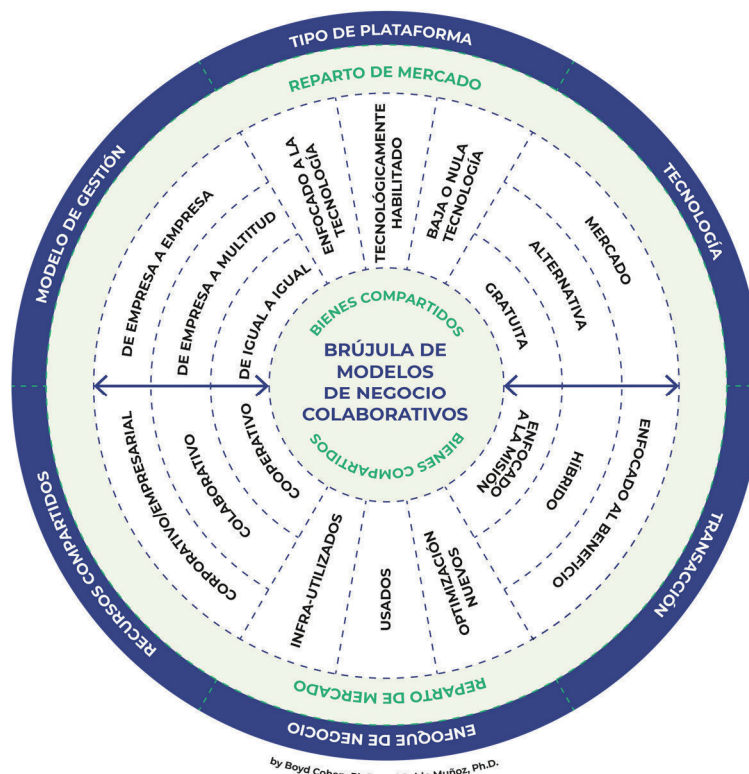 TIPO DE PLATAFORMA
REPARTO DE MERCADO
MODELO DE GESTIÓN
TECNOLOGÍA
ENFOCADO A LA
TECNOLOGÍA
TECNOLÓGICAMENTE
HABILITADO
BAJA O NULA
TECNOLOGÍA
DE EMPRESA A EMPRESA
DE EMPRESA A MULTITUD
DE IGUAL A IGUAL
MERCADO
ALTERNATIVA
GRATUITA
BIENES COMPARTIDOS
BRÚJULA DE
MODELOS
DE NEGOCIO
COLABORATIVOS
BIENES COMPARTIDOS
CORPORATIVO/EMPRESARIAL
COLABORATIVO
COOPERATIVO
ENFOCADO
A LA MISIÓN
HÍBRIDO
ENFOCADO AL BENEFICIO
INFRA-UTILIZADOS
USADOS
OPTIMIZACIÓN
NUEVOS
RECURSOS COMPARTIDOS
TRANSACCIÓN
REPARTO DE MERCADO
ENFOQUE DE NEGOCIO
by Boyd Muñoz, Ph.D.